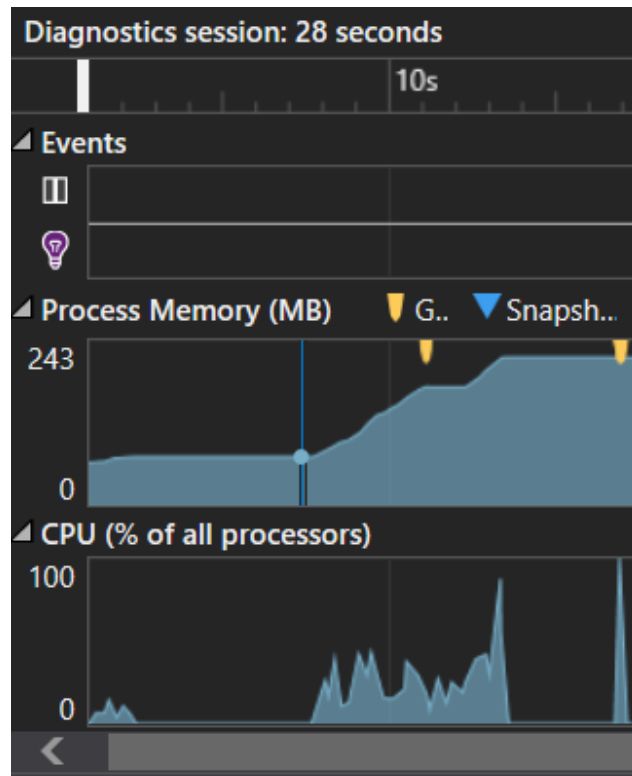 Diagnostics session: 28 seconds
10s
Events
Process Memory (MB) G.. Snapsh...
243
0
CPU (% of all processors)
100
0